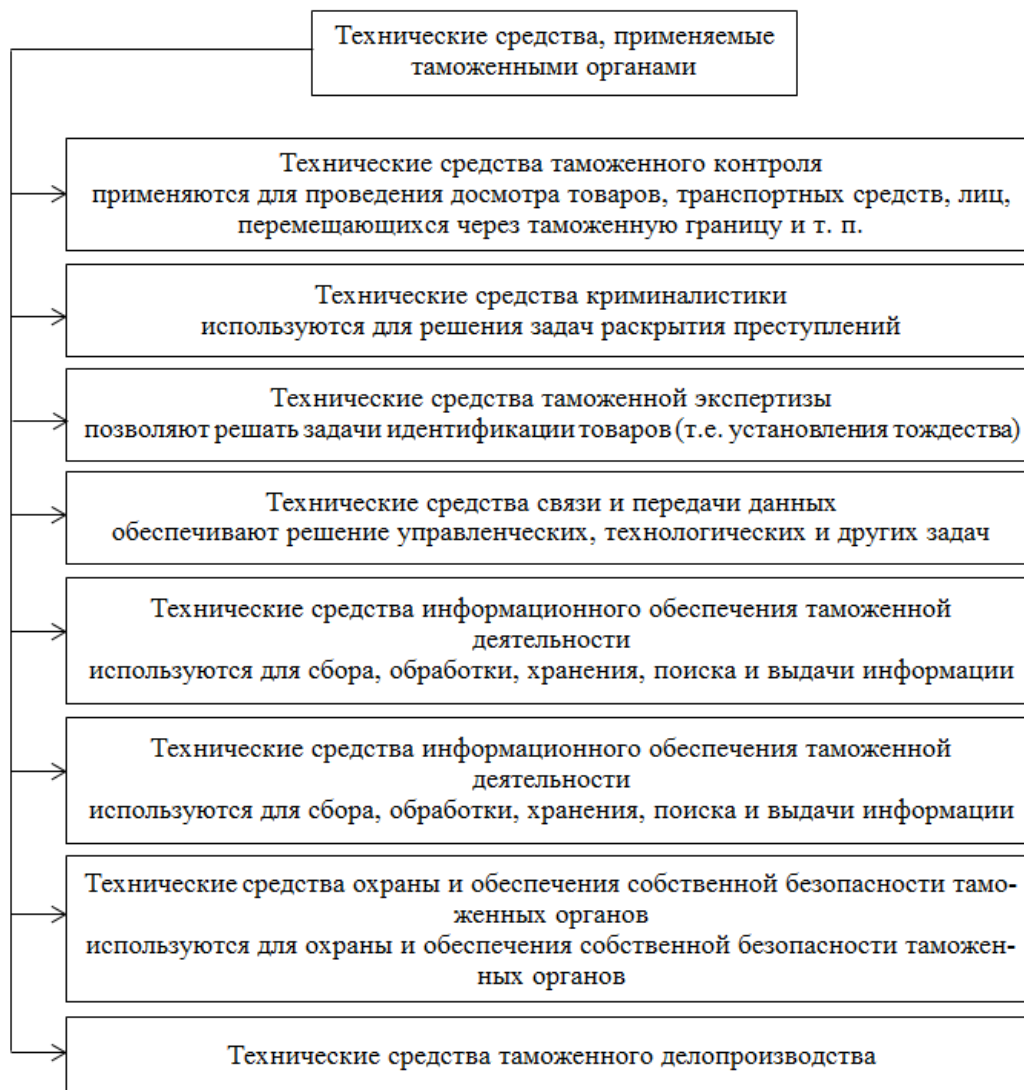 Технические средства, применяемые
таможенными органами
Технические средства таможенного контроля
применяются для проведения досмотра товаров, транспортных средств, лиц,
перемещающихся через таможенную границу и т. п.
Технические средства криминалистики
используются для решения задач раскрытия преступлений
Технические средства таможенной экспертизы
позволяют решать задачи идентификации товаров (т.е. установления тождества)
Технические средства связи и передачи данных
обеспечивают решение управленческих, технологических и других задач
Технические средства информационного обеспечения таможенной
деятельности
используются для сбора, обработки, хранения, поиска и выдачи информации
Технические средства информационного обеспечения таможенной
деятельности
используются для сбора, обработки, хранения, поиска и выдачи информации
Технические средства охраны и обеспечения собственной безопасности тамо-
женных органов
используются для охраны и обеспечения собственной безопасности таможен-
ных органов
Технические средства таможенного делопроизводства